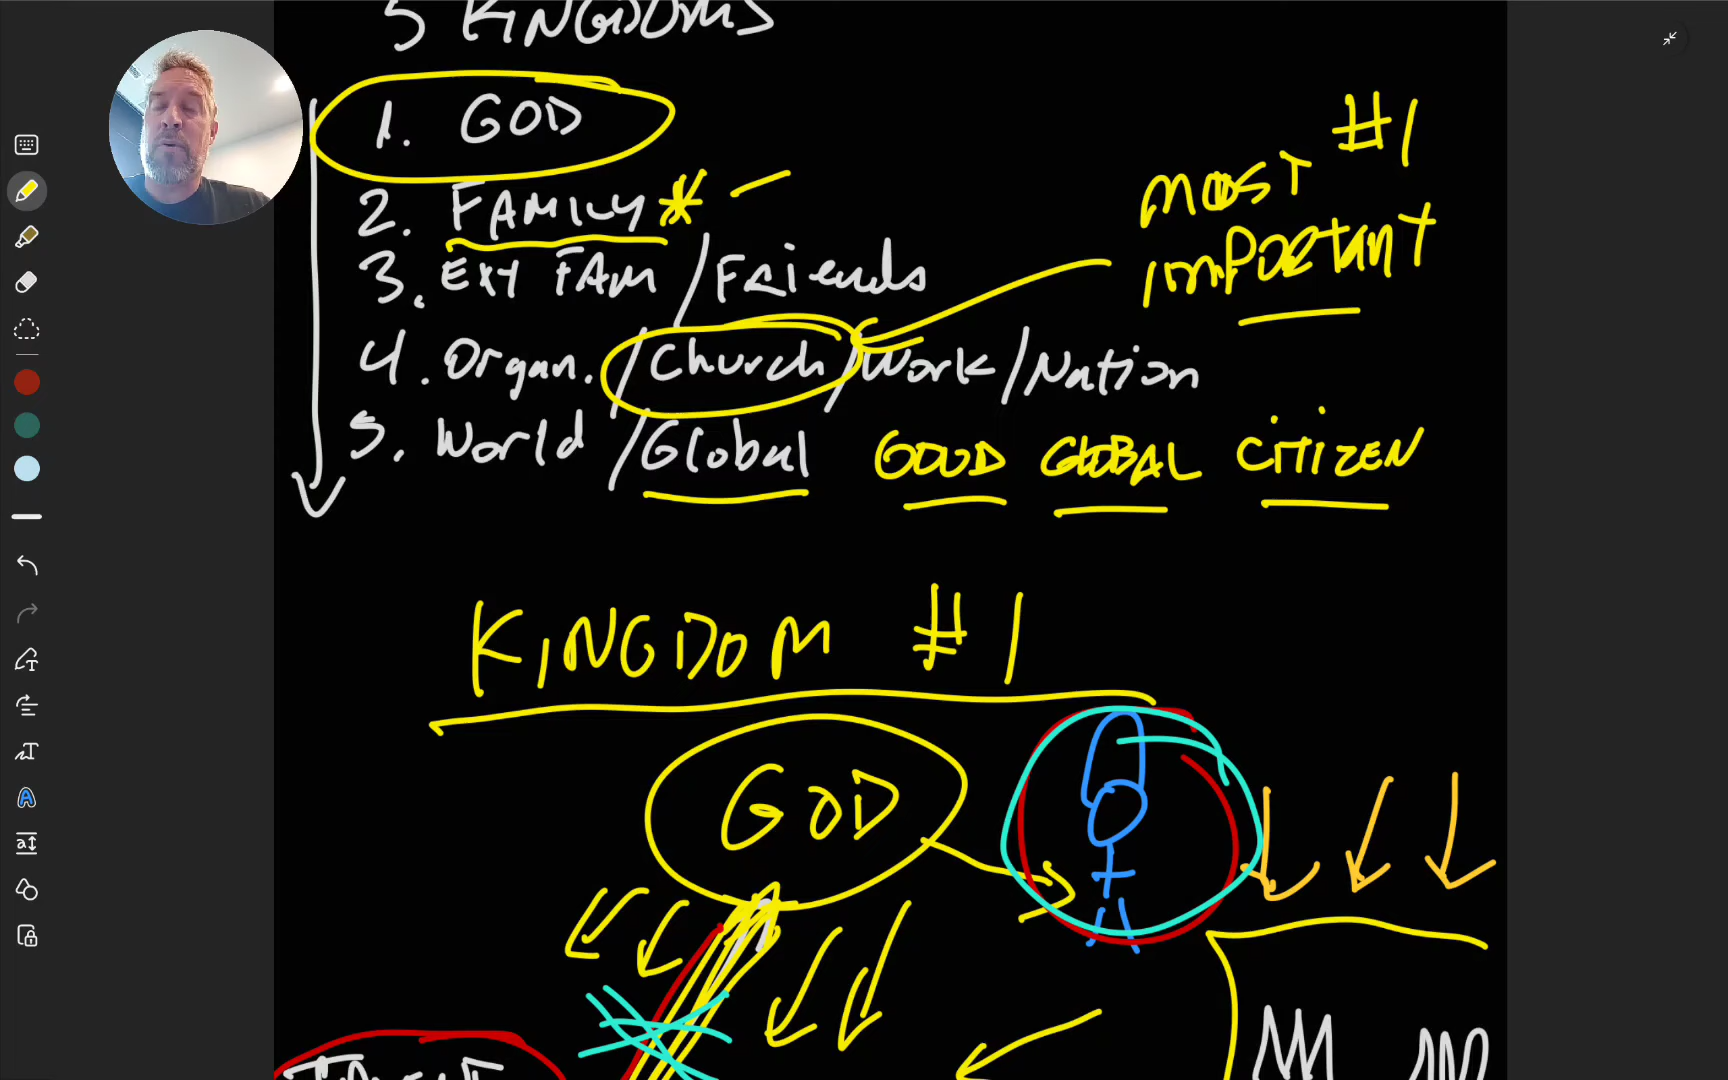 5 KINGDOMS
1. GOD
2. FAMILY *
3. EXT FAM / Friends
4. Organ. / Church / Work / Nation
5. World / Global
#1
MOST
IMPORTANT
GOOD GLOBAL CITIZEN
KINGDOM #1
GOD